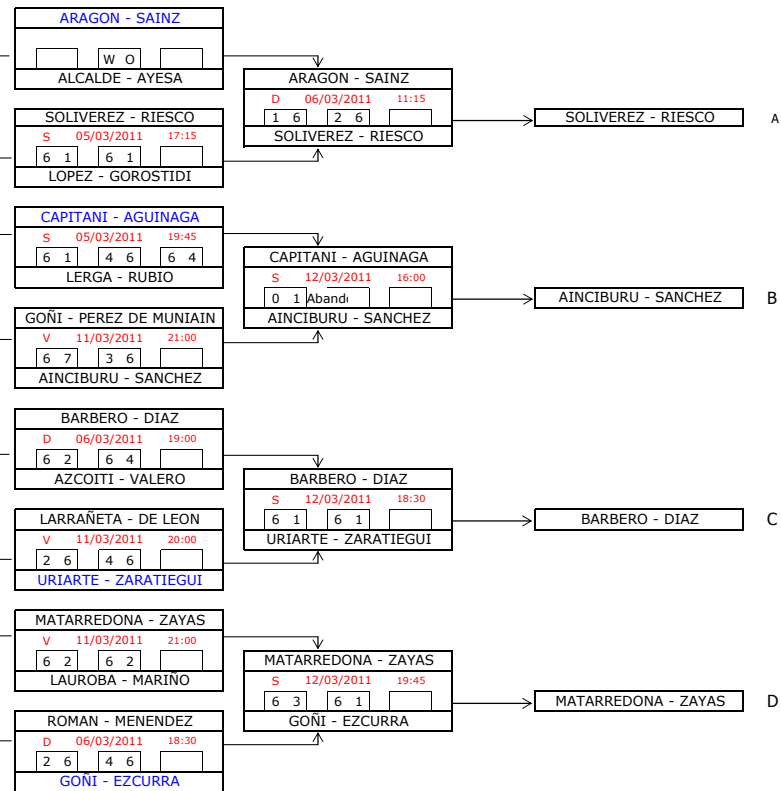 ARAGON - SAINZ
W O
ALCALDE - AYESA
SOLIVEREZ - RIESCO
S 05/03/2011 17:15
6 1 6 1
LOPEZ - GOROSTIDI
ARAGON - SAINZ
D 06/03/2011 11:15
1 6 2 6
SOLIVEREZ - RIESCO
SOLIVEREZ - RIESCO A
CAPITANI - AGUINAGA
S 05/03/2011 19:45
6 1 4 6 6 4
LERGA - RUBIO
GOÑI - PEREZ DE MUNIAIN
V 11/03/2011 21:00
6 7 3 6
AINCIBURU - SANCHEZ
CAPITANI - AGUINAGA
S 12/03/2011 16:00
0 1 Aband
AINCIBURU - SANCHEZ
AINCIBURU - SANCHEZ B
BARBERO - DIAZ
D 06/03/2011 19:00
6 2 6 4
AZCOITI - VALERO
LARRAÑETA - DE LEON
V 11/03/2011 20:00
2 6 4 6
URIARTE - ZARATIEGUI
BARBERO - DIAZ
S 12/03/2011 18:30
6 1 6 1
URIARTE - ZARATIEGUI
BARBERO - DIAZ C
MATARREDONA - ZAYAS
V 11/03/2011 21:00
6 2 6 2
LAUROBA - MARIÑO
ROMAN - MENENDEZ
D 06/03/2011 18:30
2 6 4 6
GOÑI - EZCURRA
MATARREDONA - ZAYAS
S 12/03/2011 19:45
6 3 6 1
GOÑI - EZCURRA
MATARREDONA - ZAYAS D